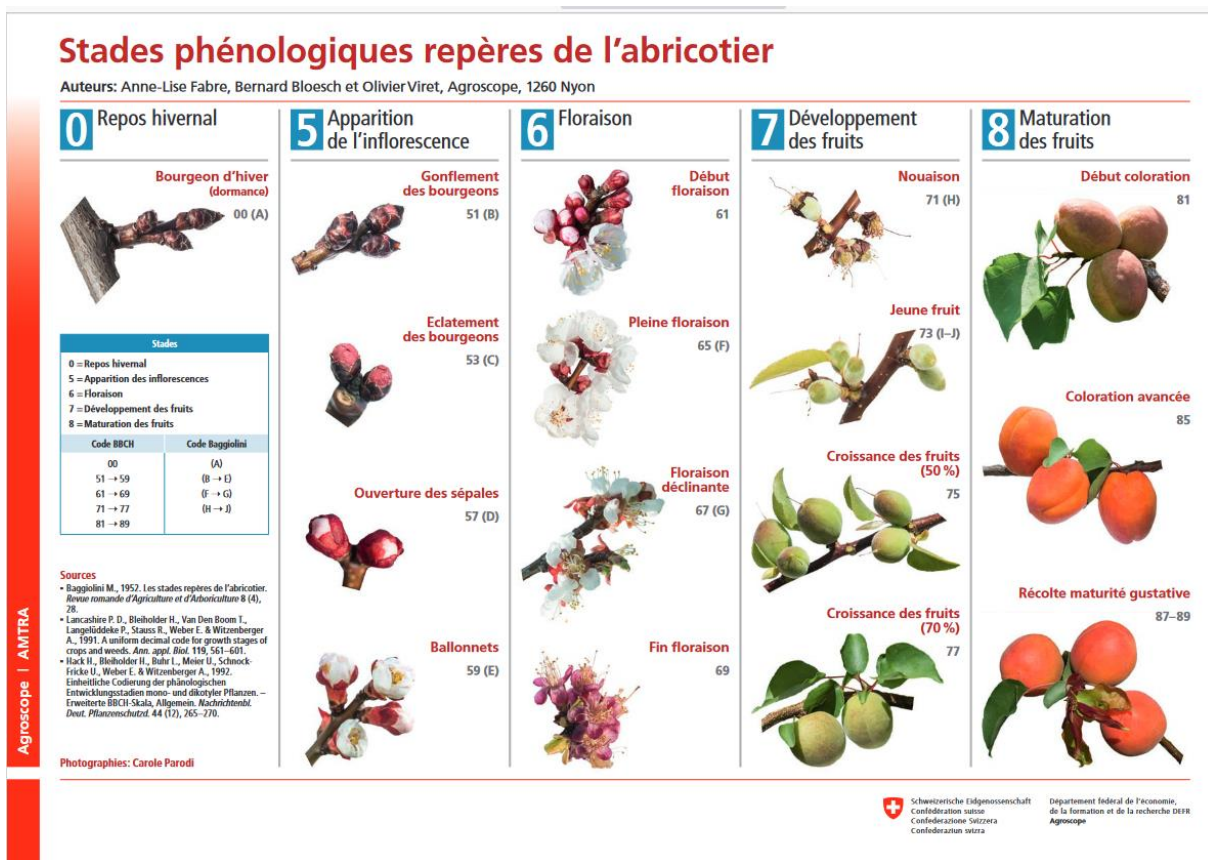 Stades phénologiques repères de l'abricotier
Auteurs: Anne-Lise Fabre, Bernard Bloesch et Olivier Viret, Agroscope, 1260 Nyon
0 Repos hivernal
Bourgeon d'hiver
(dormance)
00 (A)
Stades
0 = Repos hivernal
5 = Apparition des inflorescences
6 = Floraison
7 = Développement des fruits
8 = Maturation des fruits
Code BBCH Code Baggiolini
00 (A)
51 → 59 (B → E)
61 → 69 (F → G)
71 → 77 (H → J)
81 → 89
Sources
• Baggiolini M., 1952. Les stades repères de l'abricotier.
Revue romande d'Agriculture et d'Arboriculture 8 (4),
28.
• Lancashire P. D., Bleiholder H., Van Den Boom T.,
Langelüddeke P., Stauss R., Weber E. & Witzenberger
A., 1991. A uniform decimal code for growth stages of
crops and weeds. Ann. appl. Biol. 119, 561–601.
• Hack H., Bleiholder H., Buhr L., Meier U., Schnock-
Fricke U., Weber E. & Witzenberger A., 1992.
Einheitliche Codierung der phänologischen
Entwicklungsstadien mono- und dikotyler Pflanzen. –
Erweiterte BBCH-Skala, Allgemein. Nachrichtenbl.
Deut. Pflanzenschutzd. 44 (12), 265–270.
Photographies: Carole Parodi
5 Apparition
de l'inflorescence
Gonflement
des bourgeons
51 (B)
Eclatement
des bourgeons
53 (C)
Ouverture des sépales
57 (D)
Ballonnets
59 (E)
6 Floraison
Début
floraison
61
Pleine floraison
65 (F)
Floraison
déclinante
67 (G)
Fin floraison
69
7 Développement
des fruits
Nouaison
71 (H)
Jeune fruit
73 (I–J)
Croissance des fruits
(50 %)
75
Croissance des fruits
(70 %)
77
8 Maturation
des fruits
Début coloration
81
Coloration avancée
85
Récolte maturité gustative
87–89
Agroscope | AMTRA
Schweizerische Eidgenossenschaft
Confédération suisse
Confederazione Svizzera
Confederaziun svizra
Département fédéral de l'économie,
de la formation et de la recherche DEFR
Agroscope